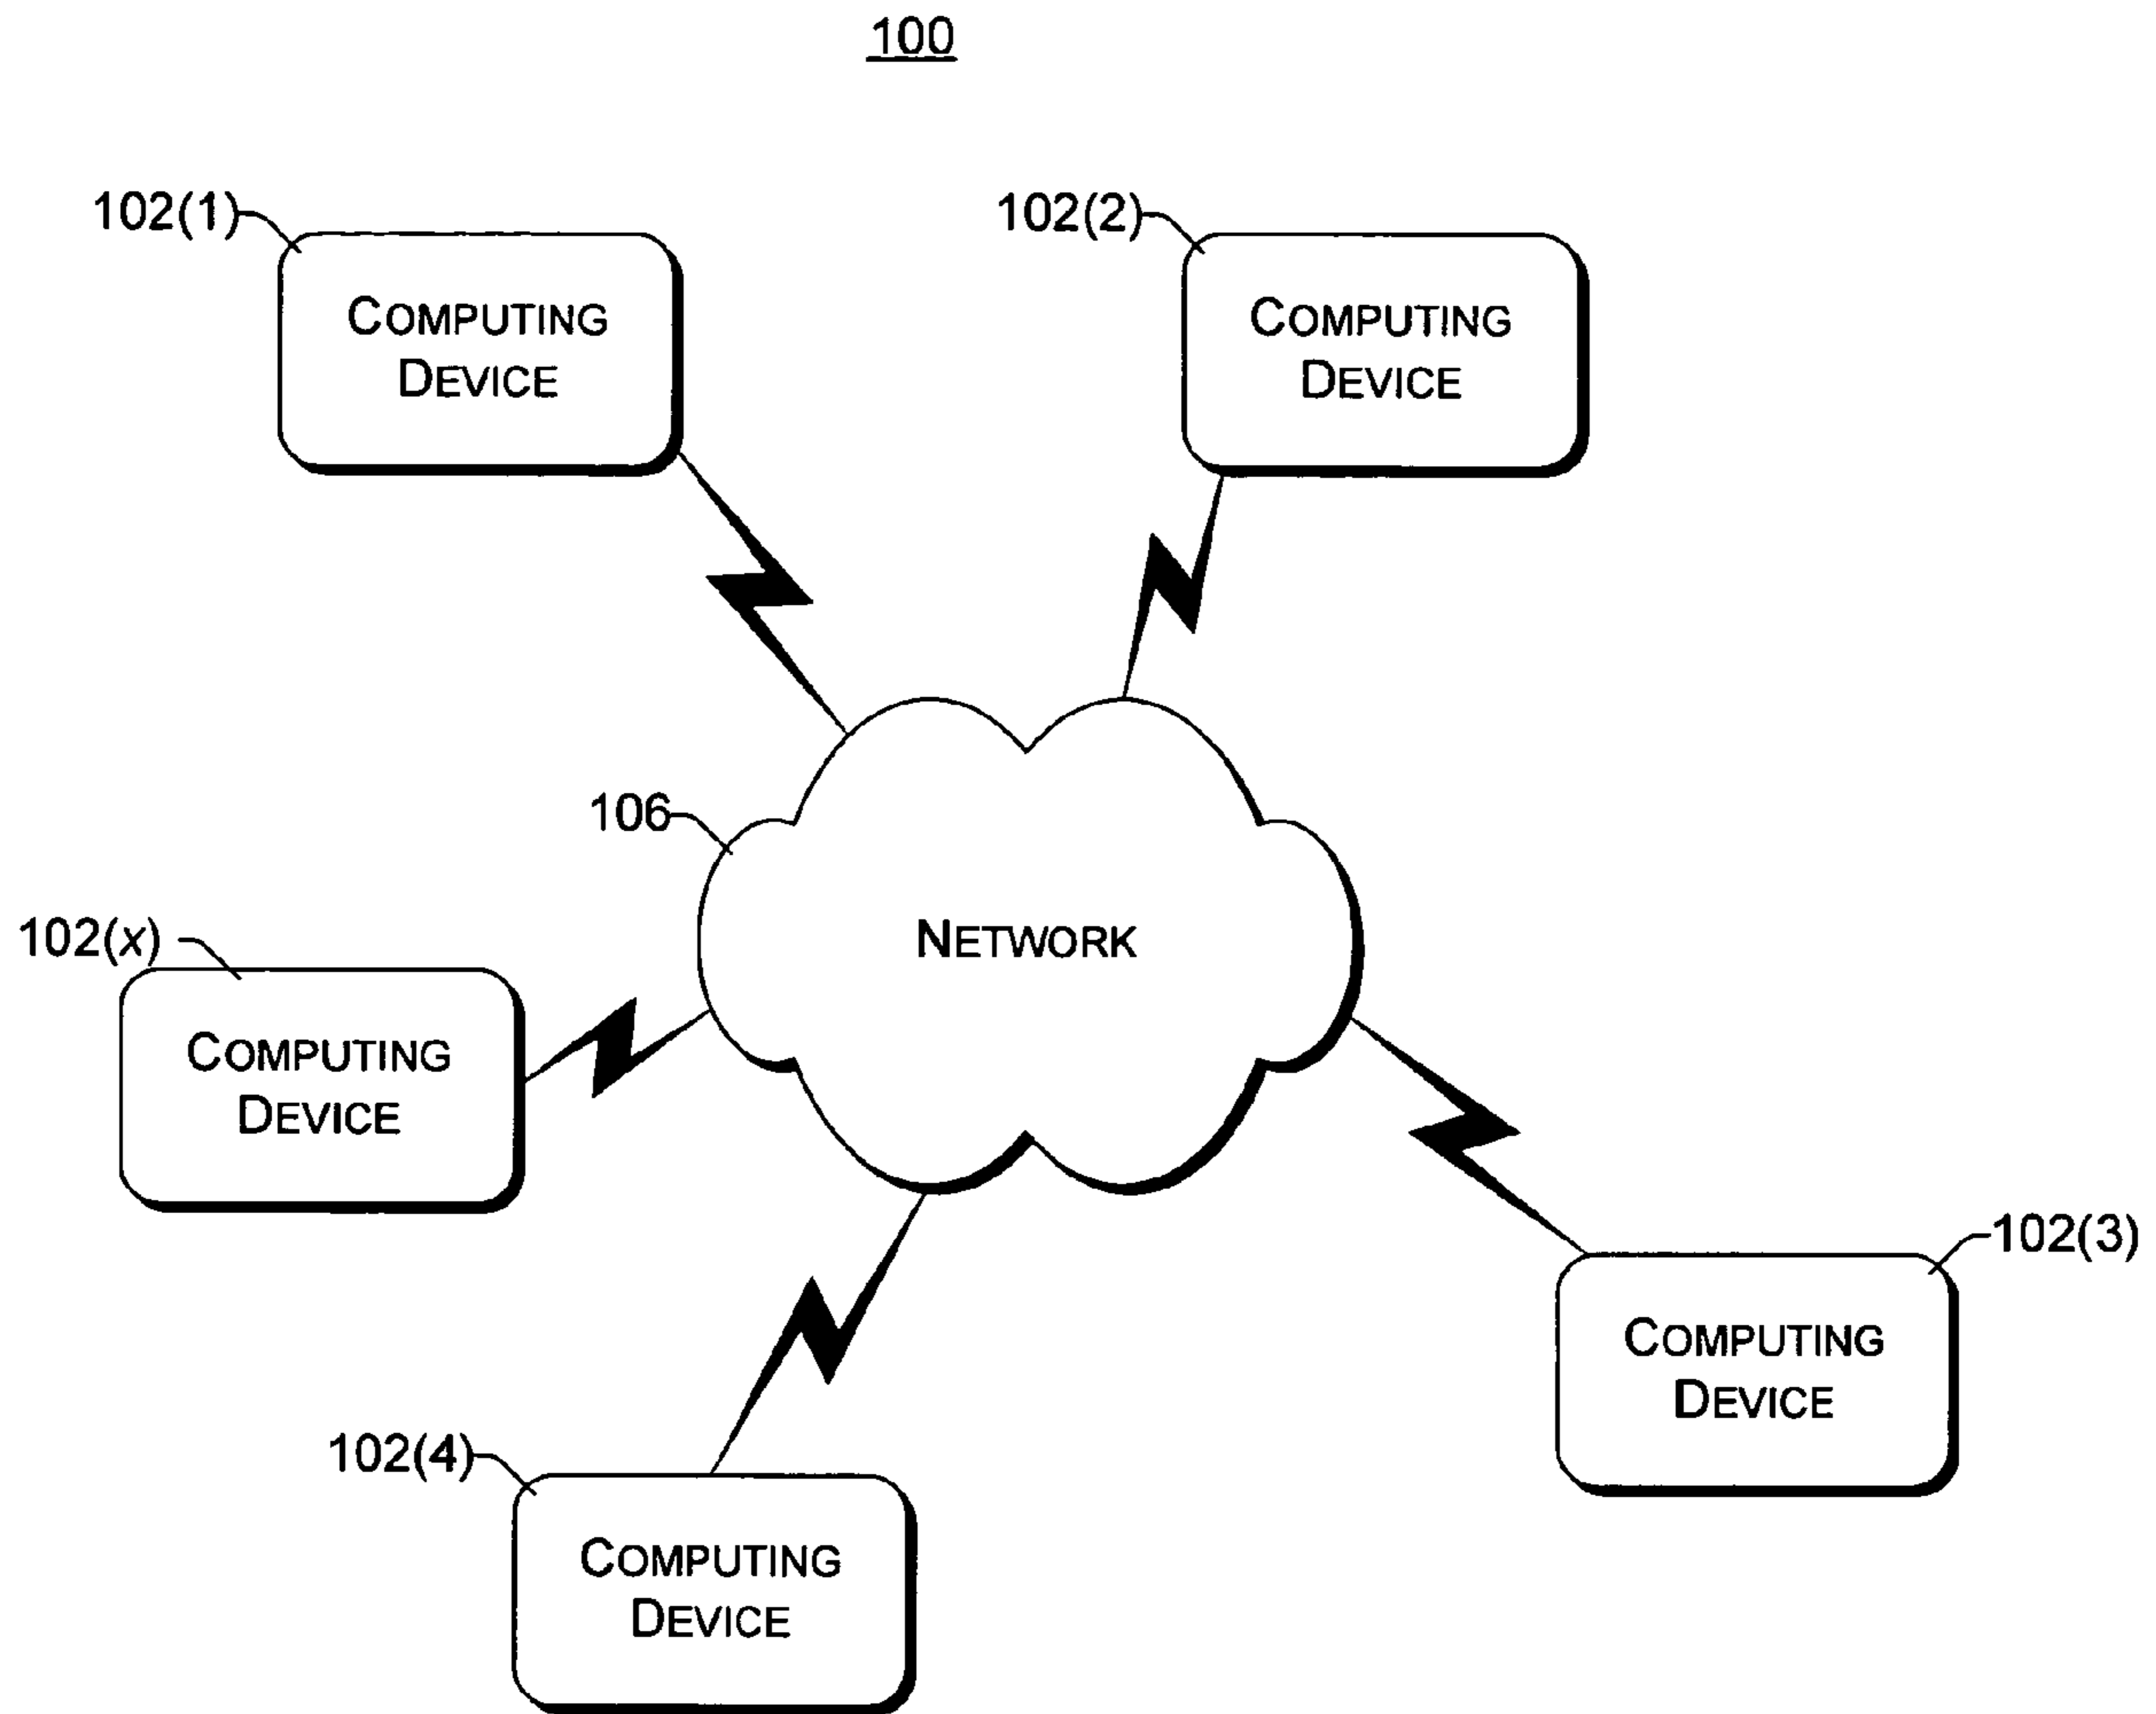 100
102(1)
COMPUTING
DEVICE
102(2)
COMPUTING
DEVICE
106
NETWORK
102(x)
COMPUTING
DEVICE
102(3)
COMPUTING
DEVICE
102(4)
COMPUTING
DEVICE